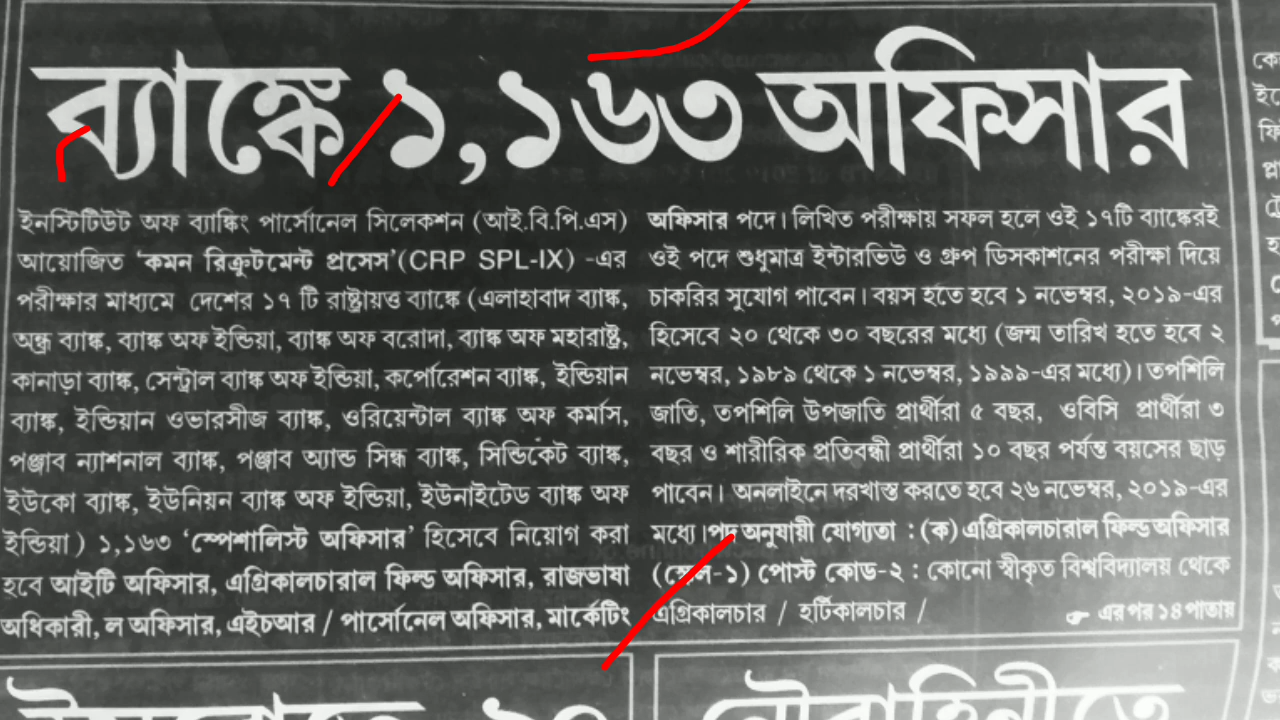 ব্যাঙ্কে ১,১৬৩ অফিসার
ইনস্টিটিউট অফ ব্যাঙ্কিং পার্সোনেল সিলেকশন (আই.বি.পি.এস)
আয়োজিত ‘কমন রিক্রুটমেন্ট প্রসেস’(CRP SPL-IX) -এর
পরীক্ষার মাধ্যমে দেশের ১৭ টি রাষ্ট্রায়ত্ত ব্যাঙ্কে (এলাহাবাদ ব্যাঙ্ক,
অন্ধ্র ব্যাঙ্ক, ব্যাঙ্ক অফ ইন্ডিয়া, ব্যাঙ্ক অফ বরোদা, ব্যাঙ্ক অফ মহারাষ্ট্র,
কানাড়া ব্যাঙ্ক, সেন্ট্রাল ব্যাঙ্ক অফ ইন্ডিয়া, কর্পোরেশন ব্যাঙ্ক, ইন্ডিয়ান
ব্যাঙ্ক, ইন্ডিয়ান ওভারসীজ ব্যাঙ্ক, ওরিয়েন্টাল ব্যাঙ্ক অফ কর্মাস,
পঞ্জাব ন্যাশনাল ব্যাঙ্ক, পঞ্জাব অ্যান্ড সিন্ধ ব্যাঙ্ক, সিন্ডিকেট ব্যাঙ্ক,
ইউকো ব্যাঙ্ক, ইউনিয়ন ব্যাঙ্ক অফ ইন্ডিয়া, ইউনাইটেড ব্যাঙ্ক অফ
ইন্ডিয়া) ১,১৬৩ ‘স্পেশালিস্ট অফিসার’ হিসেবে নিয়োগ করা
হবে আইটি অফিসার, এগ্রিকালচারাল ফিল্ড অফিসার, রাজভাষা
অধিকারী, ল অফিসার, এইচআর / পার্সোনেল অফিসার, মার্কেটিং
অফিসার পদে। লিখিত পরীক্ষায় সফল হলে ওই ১৭টি ব্যাঙ্কেরই
ওই পদে শুধুমাত্র ইন্টারভিউ ও গ্রুপ ডিসকাশনের পরীক্ষা দিয়ে
চাকরির সুযোগ পাবেন। বয়স হতে হবে ১ নভেম্বর, ২০১৯-এর
হিসেবে ২০ থেকে ৩০ বছরের মধ্যে (জন্ম তারিখ হতে হবে ২
নভেম্বর, ১৯৮৯ থেকে ১ নভেম্বর, ১৯৯৯-এর মধ্যে)। তপশিলি
জাতি, তপশিলি উপজাতি প্রার্থীরা ৫ বছর, ওবিসি প্রার্থীরা ৩
বছর ও শারীরিক প্রতিবন্ধী প্রার্থীরা ১০ বছর পর্যন্ত বয়সের ছাড়
পাবেন। অনলাইনে দরখাস্ত করতে হবে ২৬ নভেম্বর, ২০১৯-এর
মধ্যে। পদ অনুযায়ী যোগ্যতা : (ক) এগ্রিকালচারাল ফিল্ড অফিসার
(স্কেল-১) পোস্ট কোড-২ : কোনো স্বীকৃত বিশ্ববিদ্যালয় থেকে
এগ্রিকালচার / হর্টিকালচার /
☞ এর পর ১৪ পাতায়
নৌবাহিনীতে